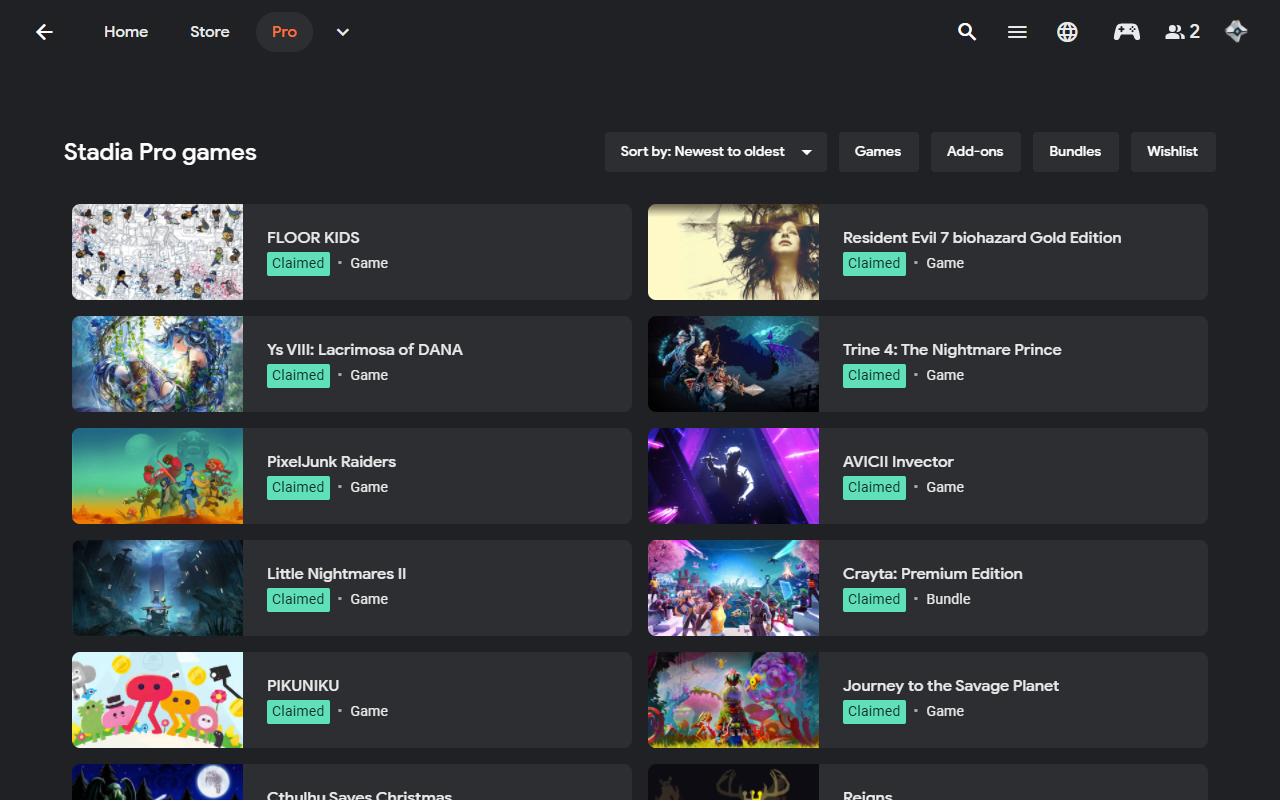 Home Store Pro 2
Stadia Pro games
Sort by: Newest to oldest Games Add-ons Bundles Wishlist
FLOOR KIDS
Claimed • Game
Resident Evil 7 biohazard Gold Edition
Claimed • Game
Ys VIII: Lacrimosa of DANA
Claimed • Game
Trine 4: The Nightmare Prince
Claimed • Game
PixelJunk Raiders
Claimed • Game
AVICII Invector
Claimed • Game
Little Nightmares II
Claimed • Game
Crayta: Premium Edition
Claimed • Bundle
PIKUNIKU
Claimed • Game
Journey to the Savage Planet
Claimed • Game
Cthulhu Saves Christmas
Reigns